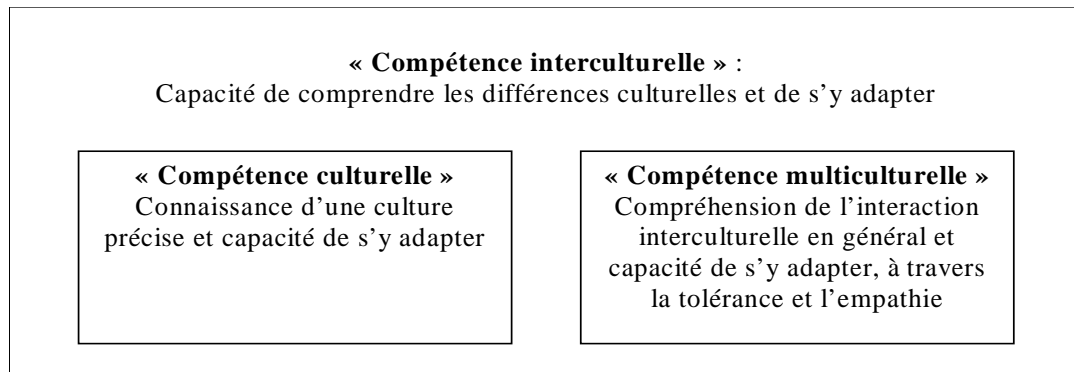 « Compétence interculturelle » :
Capacité de comprendre les différences culturelles et de s’y adapter
« Compétence culturelle »
Connaissance d’une culture
précise et capacité de s’y adapter
« Compétence multiculturelle »
Compréhension de l’interaction
interculturelle en général et
capacité de s’y adapter, à travers
la tolérance et l’empathie